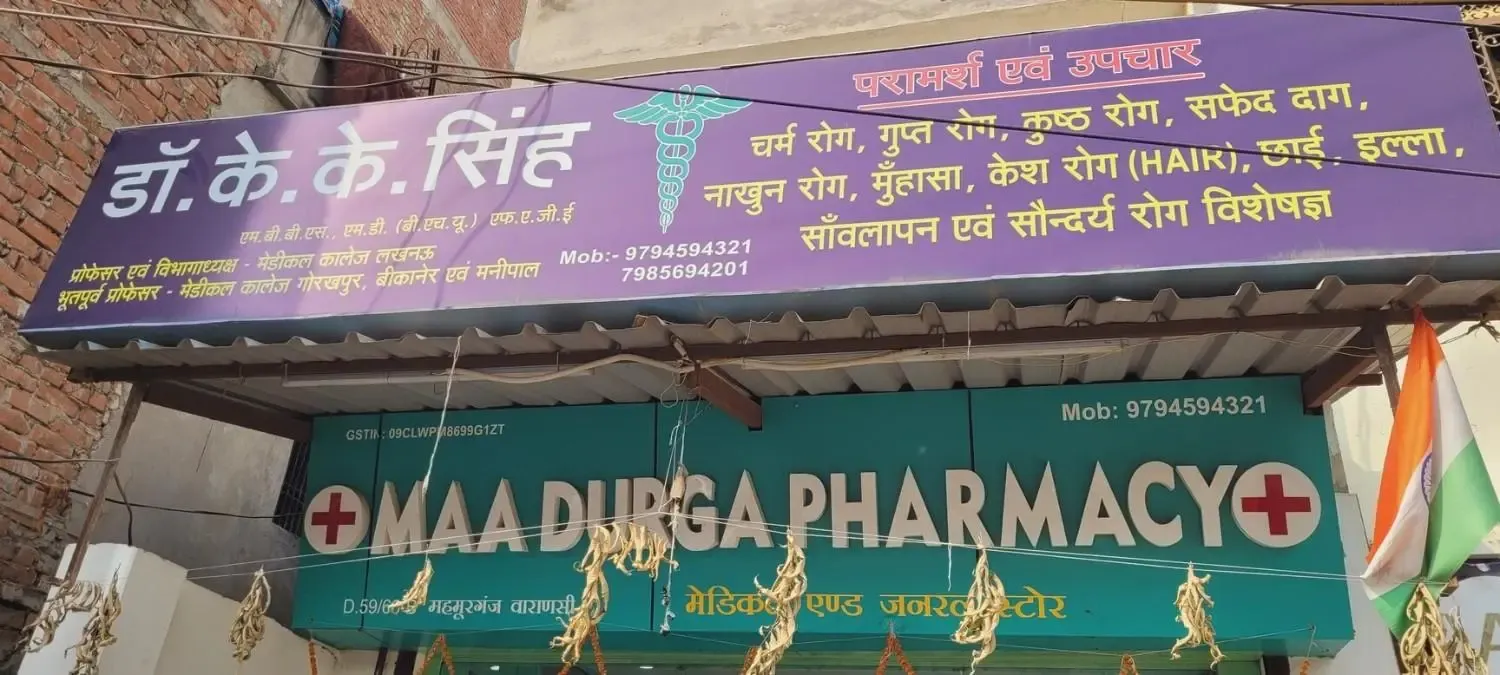 डॉ.के.के.सिंह
एम.बी.बी.एस., एम.डी. (बी.एच.यू.) एफ.ए.जी.ई
प्रोफेसर एवं विभागाध्यक्ष - मेडीकल कालेज लखनऊ
भूतपूर्व प्रोफेसर - मेडीकल कालेज गोरखपुर, बीकानेर एवं मनीपाल
Mob:- 9794594321
7985694201
परामर्श एवं उपचार
चर्म रोग, गुप्त रोग, कुष्ठ रोग, सफेद दाग,
नाखुन रोग, मुँहासा, केश रोग (HAIR), छाई, इल्ला,
साँवलापन एवं सौन्दर्य रोग विशेषज्ञ
Mob: 9794594321
GSTIN: 09CLWPM8699G1ZT
MAA DURGA PHARMACY
महमूरगंज वाराणसी
मेडिकल एण्ड जनरल स्टोर